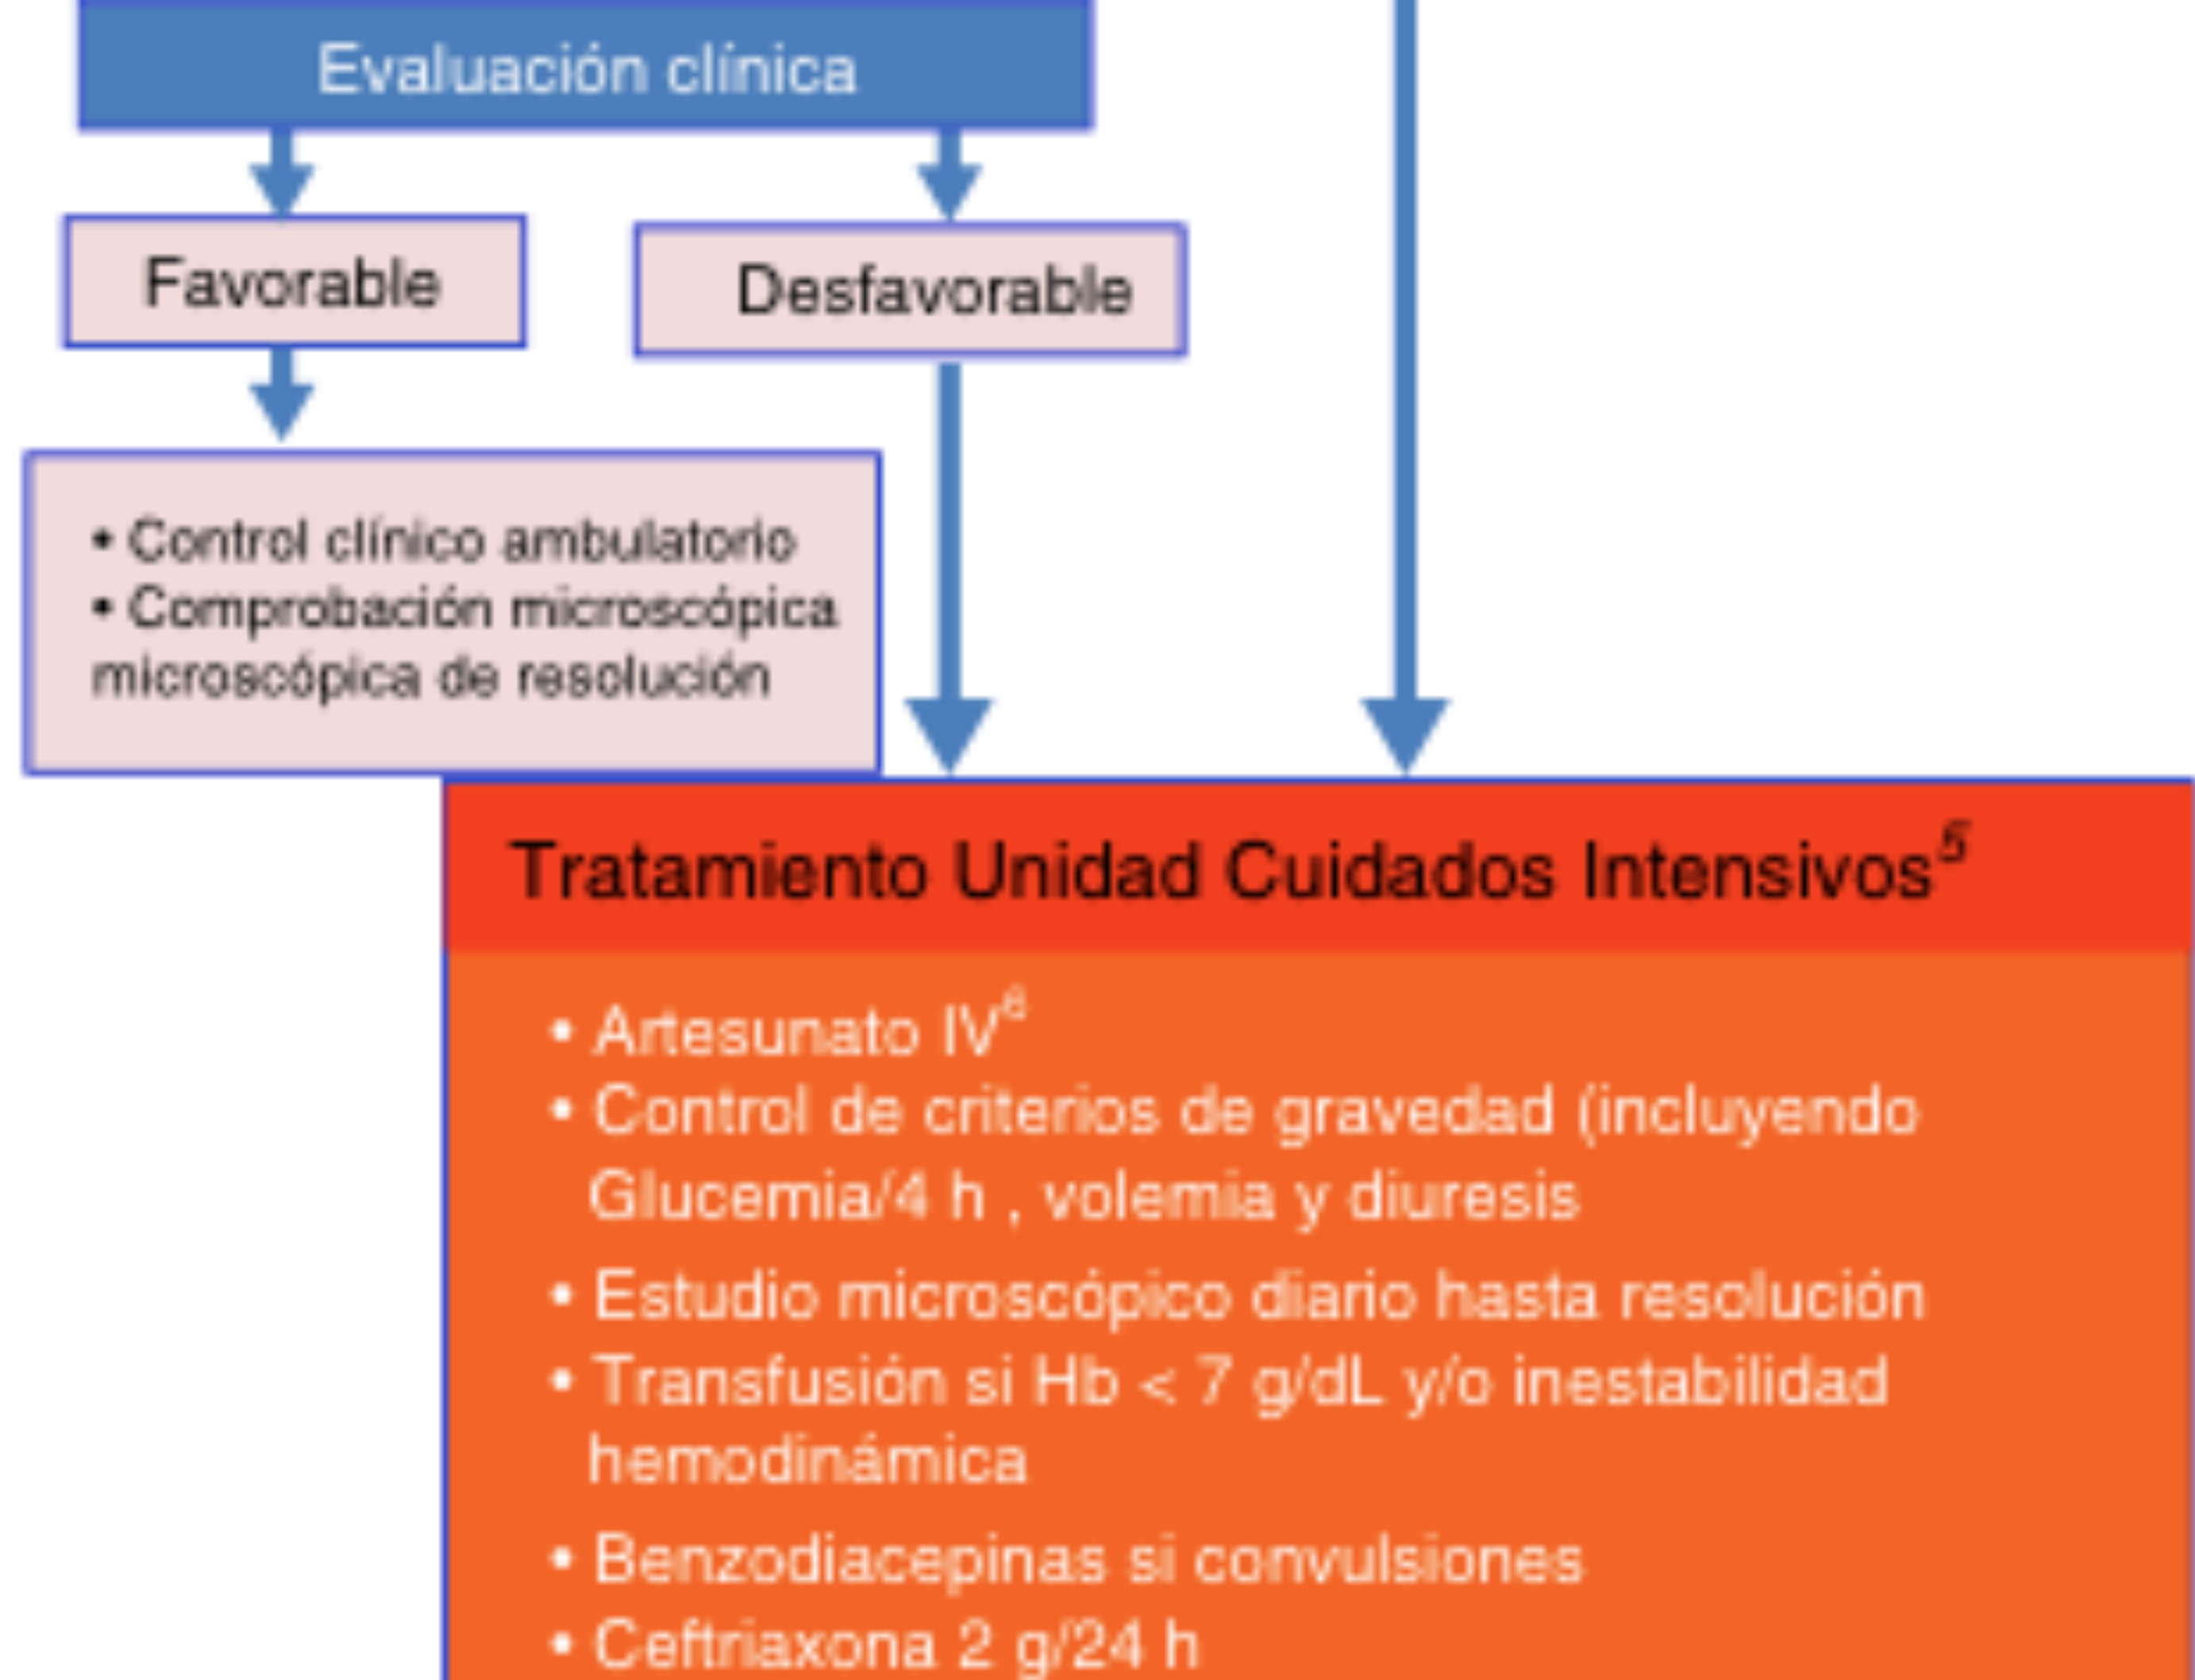 Evaluación clínica
Favorable
Desfavorable
• Control clínico ambulatorio
• Comprobación microscópica
microscópica de resolución
Tratamiento Unidad Cuidados Intensivos⁵
• Artesunato IV⁶
• Control de criterios de gravedad (incluyendo
Glucemia/4 h , volemia y diuresis
• Estudio microscópico diario hasta resolución
• Transfusión si Hb < 7 g/dL y/o inestabilidad
hemodinámica
• Benzodiacepinas si convulsiones
• Ceftriaxona 2 g/24 h